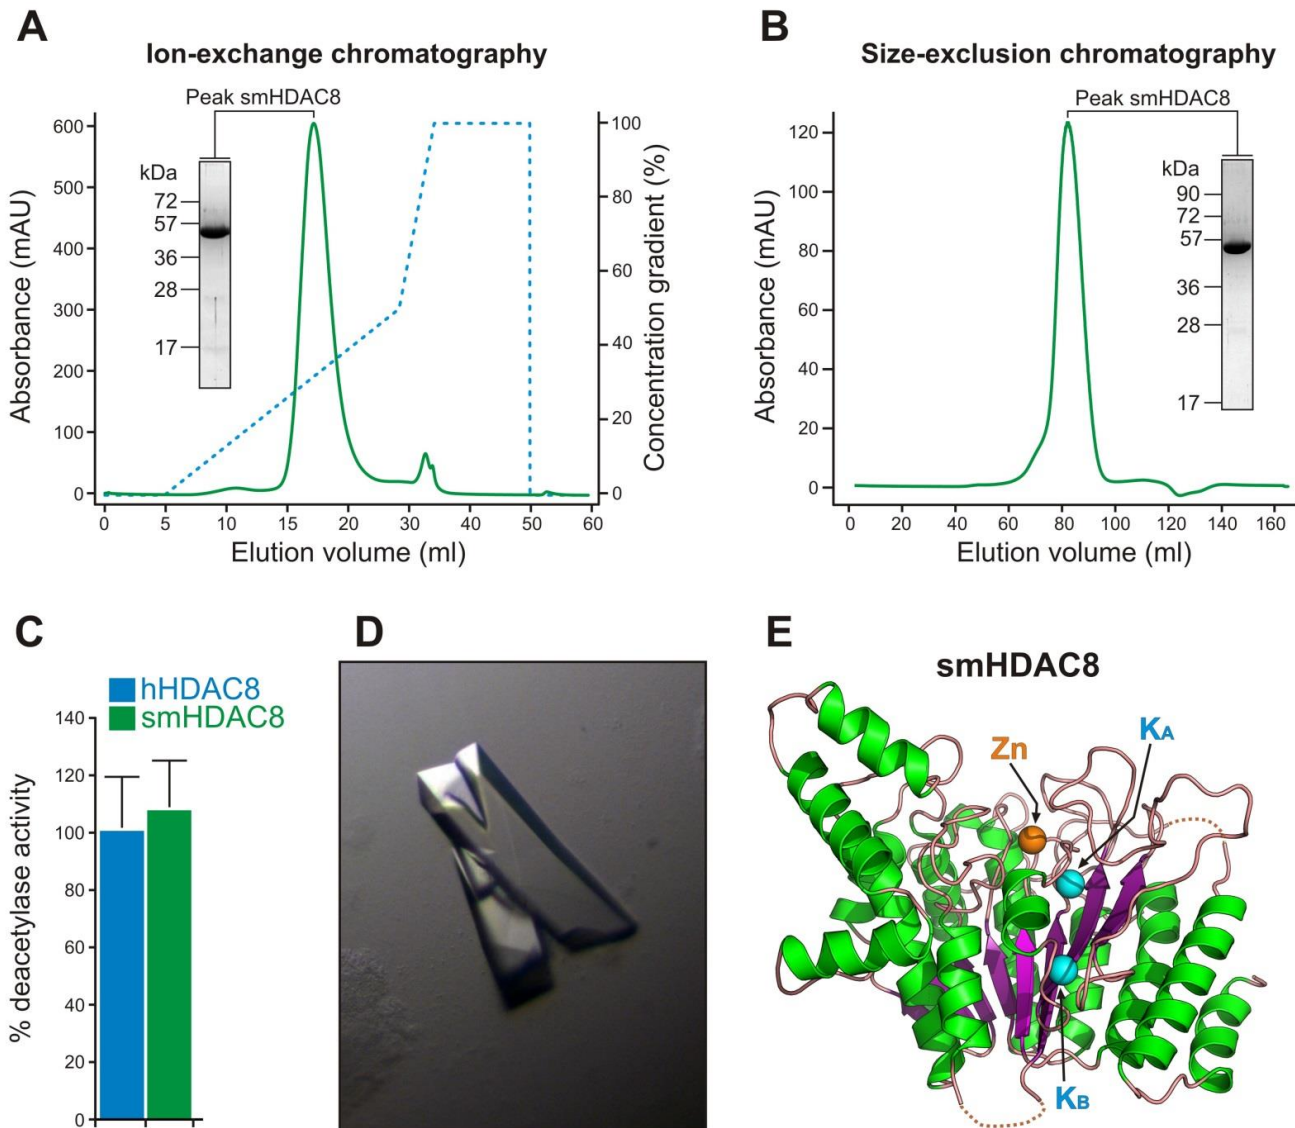 A
Ion-exchange chromatography
Peak smHDAC8
kDa
72
57
36
28
17
600
500
400
300
200
100
0
Absorbance (mAU)
100
80
60
40
20
0
Concentration gradient (%)
0 5 10 15 20 30 40 50 60
Elution volume (ml)
B
Size-exclusion chromatography
Peak smHDAC8
kDa
90
72
57
36
28
17
120
100
80
60
40
20
0
Absorbance (mAU)
0 20 40 60 80 100 120 140 160
Elution volume (ml)
C
hHDAC8
smHDAC8
140
120
100
80
60
40
20
0
% deacetylase activity
D
E
smHDAC8
Zn
KA
KB